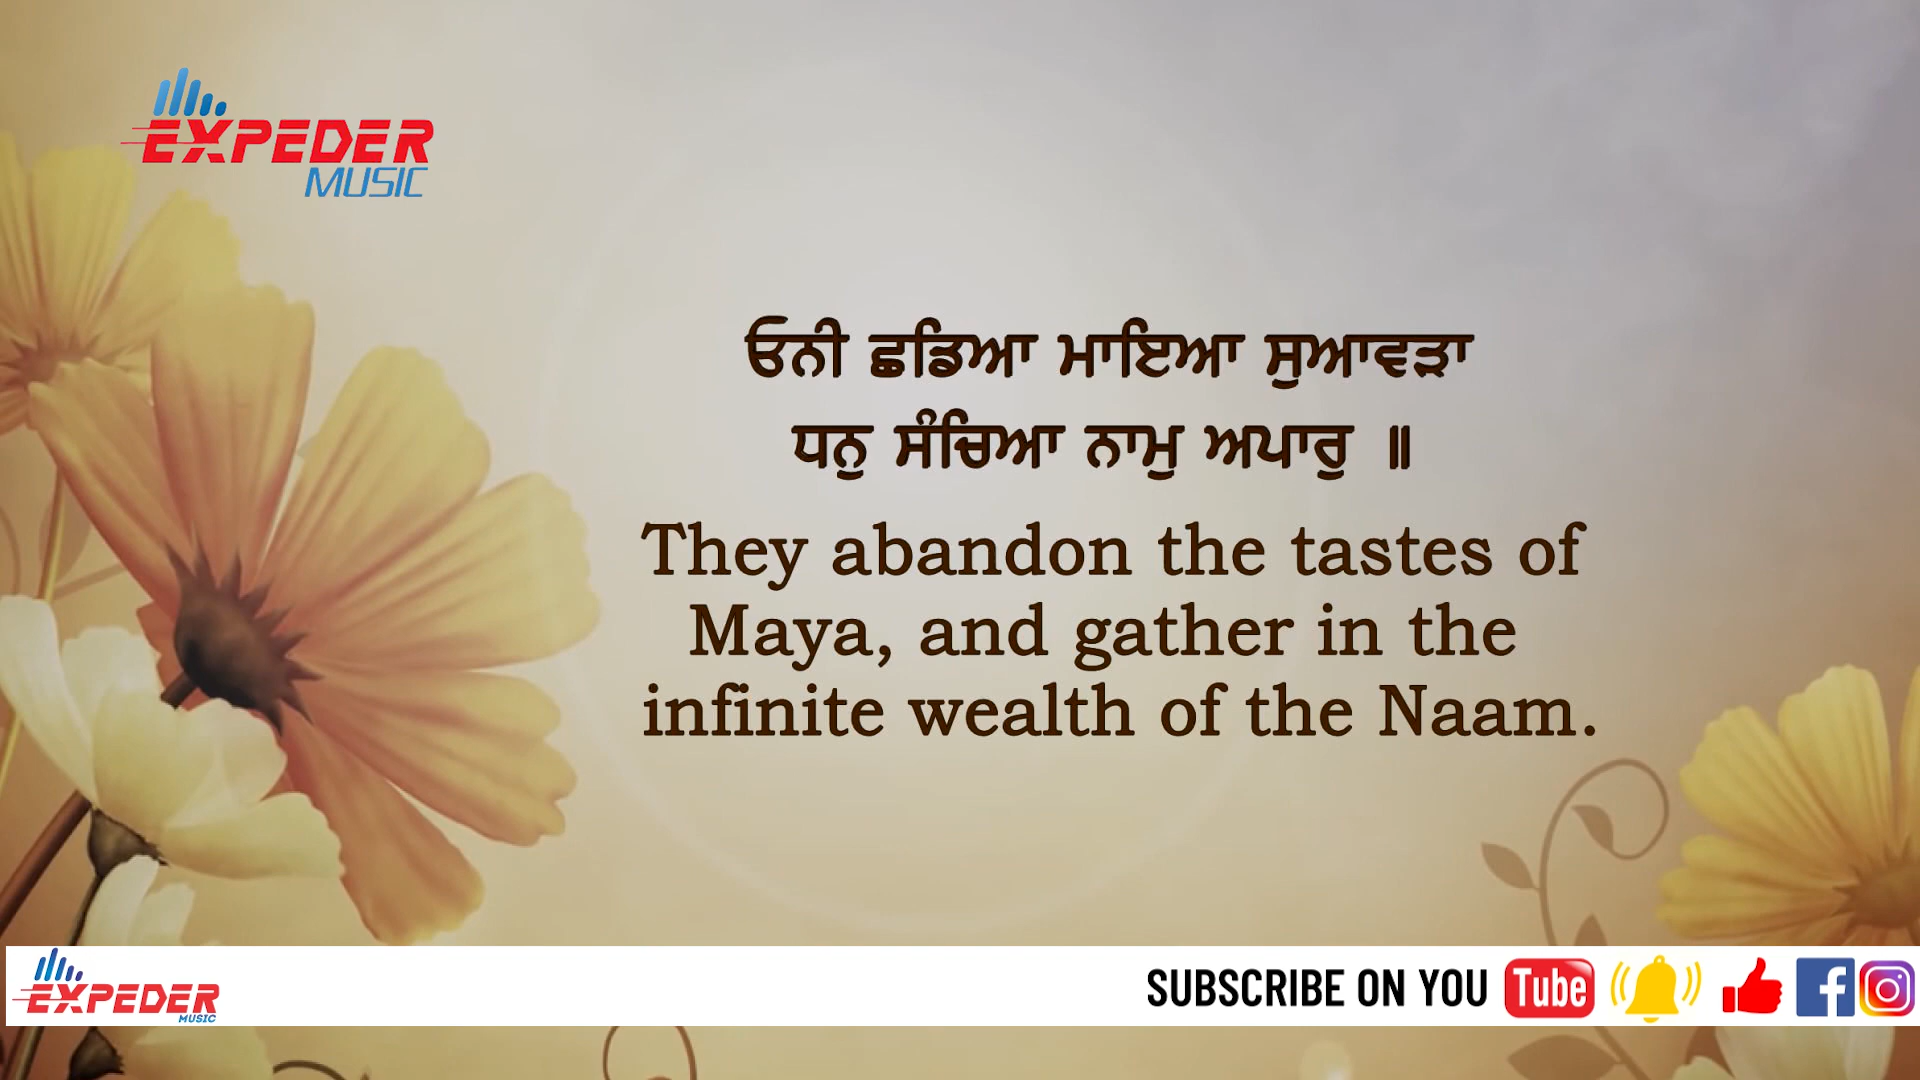 EXPEDER
MUSIC
ਓਨੀ ਛਡਿਆ ਮਾਇਆ ਸੁਆਵੜਾ
ਧਨੁ ਸੰਚਿਆ ਨਾਮੁ ਅਪਾਰੁ ॥
They abandon the tastes of
Maya, and gather in the
infinite wealth of the Naam.
EXPEDER
MUSIC
SUBSCRIBE ON YOU Tube